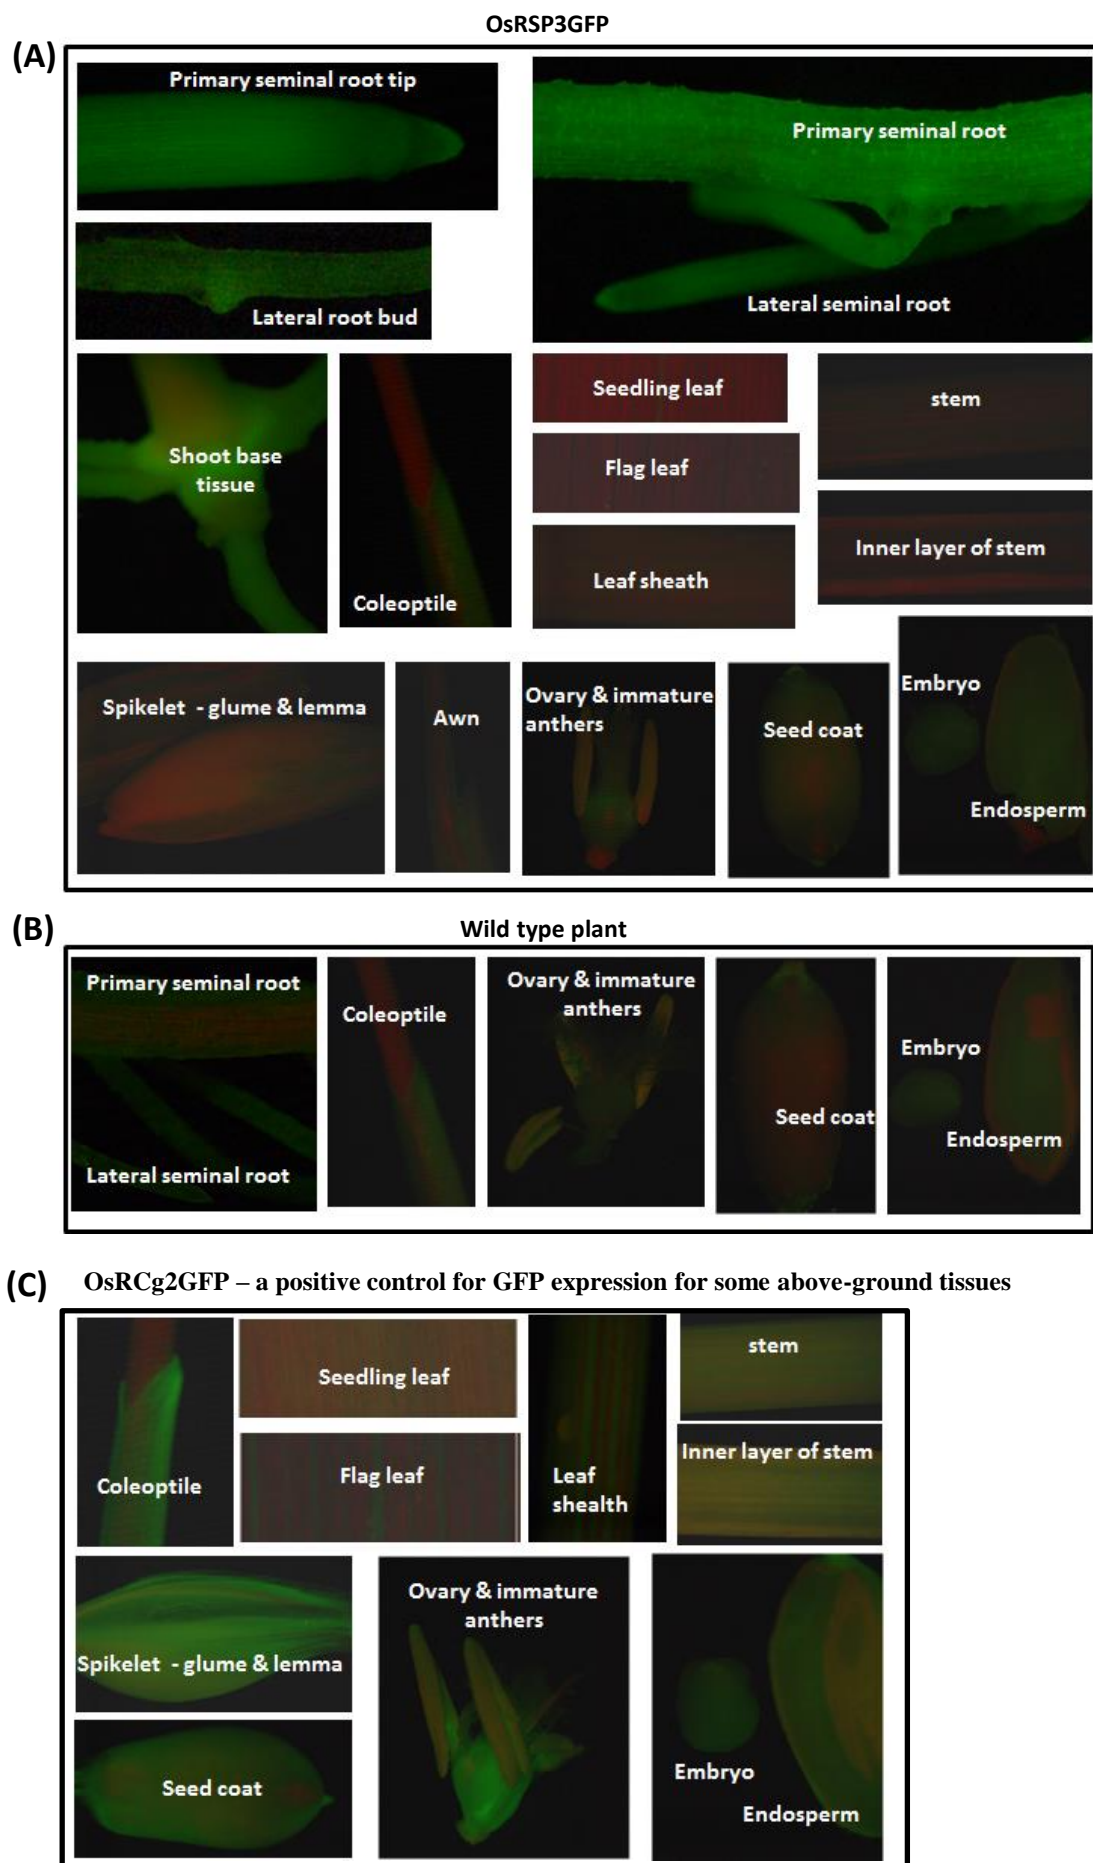 OsRSP3GFP
(A)
Primary seminal root tip
Primary seminal root
Lateral root bud
Lateral seminal root
Shoot base
tissue
Coleoptile
Seedling leaf
stem
Flag leaf
Leaf sheath
Inner layer of stem
Spikelet - glume & lemma
Awn
Ovary & immature
anthers
Seed coat
Embryo
Endosperm
(B)
Wild type plant
Primary seminal root
Lateral seminal root
Coleoptile
Ovary & immature
anthers
Seed coat
Embryo
Endosperm
(C)
OsRCg2GFP – a positive control for GFP expression for some above-ground tissues
Coleoptile
Seedling leaf
Flag leaf
Leaf
shealth
stem
Inner layer of stem
Spikelet - glume & lemma
Seed coat
Ovary & immature
anthers
Embryo
Endosperm